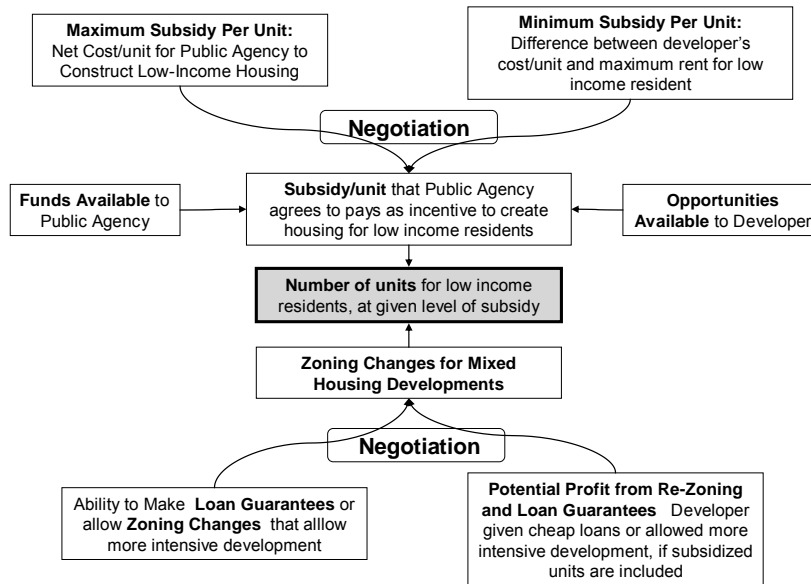 Maximum Subsidy Per Unit:
Net Cost/unit for Public Agency to
Construct Low-Income Housing
Minimum Subsidy Per Unit:
Difference between developer's
cost/unit and maximum rent for low
income resident
Negotiation
Funds Available to
Public Agency
Subsidy/unit that Public Agency
agrees to pays as incentive to create
housing for low income residents
Opportunities
Available to Developer
Number of units for low income
residents, at given level of subsidy
Zoning Changes for Mixed
Housing Developments
Negotiation
Ability to Make Loan Guarantees or
allow Zoning Changes that alllow
more intensive development
Potential Profit from Re-Zoning
and Loan Guarantees Developer
given cheap loans or allowed more
intensive development, if subsidized
units are included